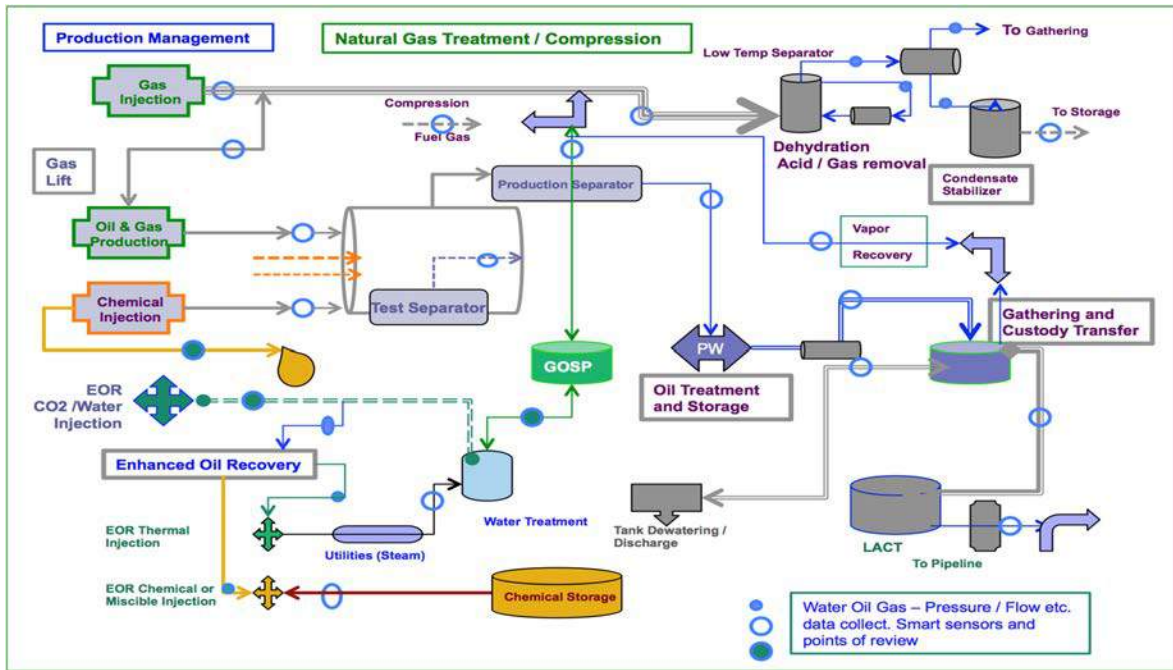 Production Management
Natural Gas Treatment / Compression
To Gathering
Low Temp Separator
Gas
Injection
Compression
Fuel Gas
To Storage
Dehydration
Acid / Gas removal
Condensate
Stabilizer
Gas
Lift
Production Separator
Oil & Gas
Production
Vapor
Recovery
Chemical
Injection
Test Separator
Gathering and
Custody Transfer
PW
GOSP
Oil Treatment
and Storage
EOR
CO2 /Water
Injection
Enhanced Oil Recovery
Water Treatment
EOR Thermal
Injection
Utilities (Steam)
Tank Dewatering /
Discharge
LACT
To Pipeline
EOR Chemical or
Miscible Injection
Chemical Storage
Water Oil Gas – Pressure / Flow etc.
data collect. Smart sensors and
points of review